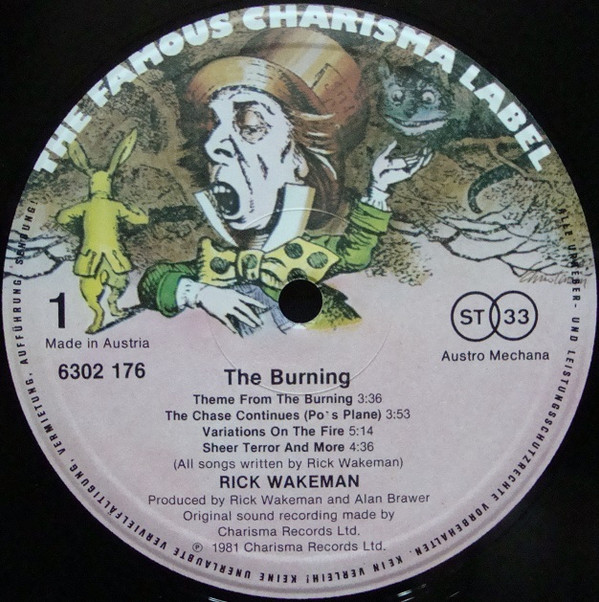 THE FAMOUS CHARISMA LABEL
1
Made in Austria
6302 176
ST 33
Austro Mechana
The Burning
Theme From The Burning 3:36
The Chase Continues (Po`s Plane) 3:53
Variations On The Fire 5:14
Sheer Terror And More 4:36
(All songs written by Rick Wakeman)
RICK WAKEMAN
Produced by Rick Wakeman and Alan Brawer
Original sound recording made by
Charisma Records Ltd.
℗ 1981 Charisma Records Ltd.
ALLE URHEBER- UND LEISTUNGSSCHUTZRECHTE VORBEHALTEN. KEIN VERLEIH! KEINE UNERLAUBTE VERVIELFÄLTIGUNG, VERMIETUNG, AUFFÜHRUNG, SENDUNG!